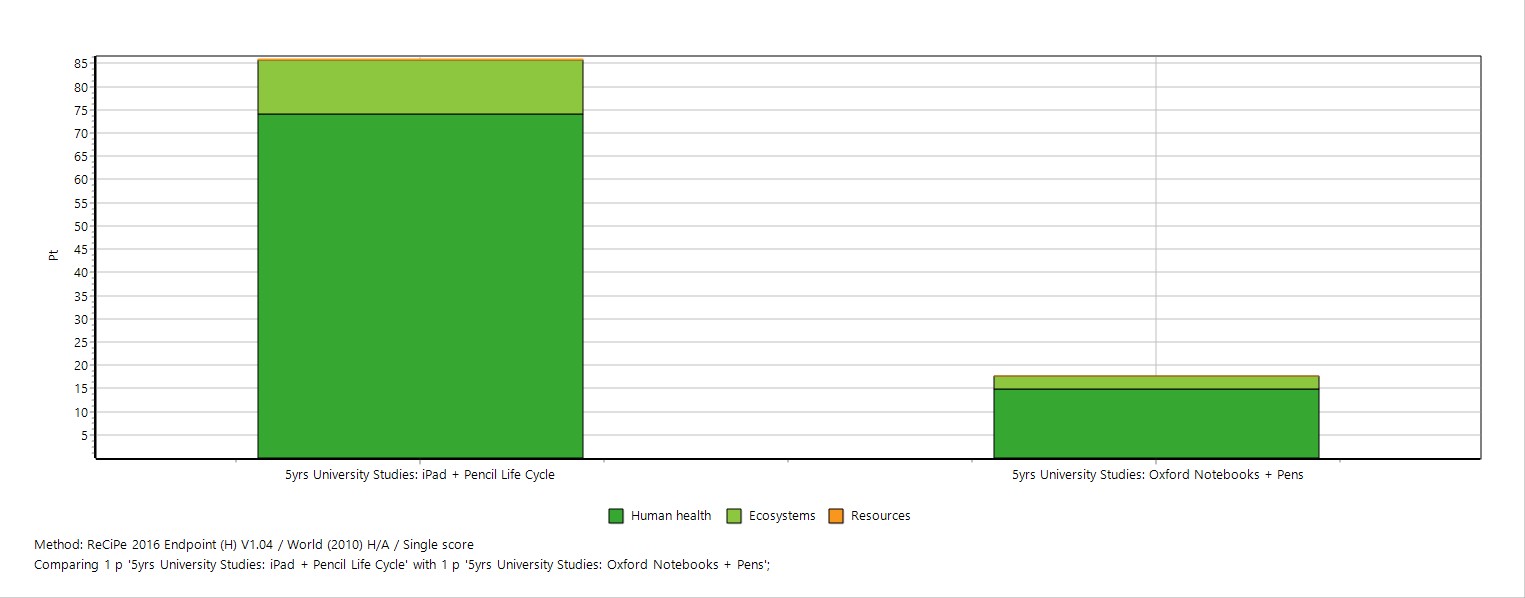 85
80
75
70
65
60
55
50
45
40
35
30
25
20
15
10
5
Pt
5yrs University Studies: iPad + Pencil Life Cycle
5yrs University Studies: Oxford Notebooks + Pens
Human health Ecosystems Resources
Method: ReCiPe 2016 Endpoint (H) V1.04 / World (2010) H/A / Single score
Comparing 1 p '5yrs University Studies: iPad + Pencil Life Cycle' with 1 p '5yrs University Studies: Oxford Notebooks + Pens';